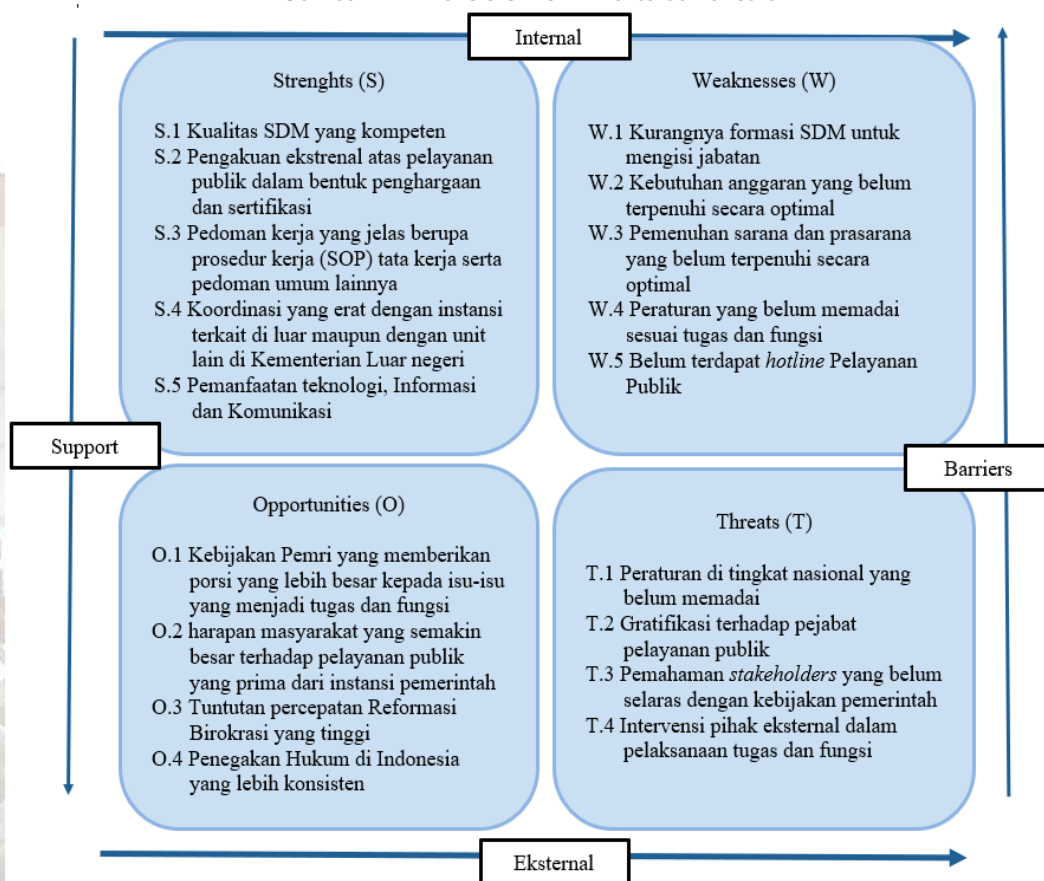 Internal
Strenghts (S)
S.1 Kualitas SDM yang kompeten
S.2 Pengakuan ekstrenal atas pelayanan
publik dalam bentuk penghargaan
dan sertifikasi
S.3 Pedoman kerja yang jelas berupa
prosedur kerja (SOP) tata kerja serta
pedoman umum lainnya
S.4 Koordinasi yang erat dengan instansi
terkait di luar maupun dengan unit
lain di Kementerian Luar negeri
S.5 Pemanfaatan teknologi, Informasi
dan Komunikasi
Weaknesses (W)
W.1 Kurangnya formasi SDM untuk
mengisi jabatan
W.2 Kebutuhan anggaran yang belum
terpenuhi secara optimal
W.3 Pemenuhan sarana dan prasarana
yang belum terpenuhi secara
optimal
W.4 Peraturan yang belum memadai
sesuai tugas dan fungsi
W.5 Belum terdapat hotline Pelayanan
Publik
Support
Barriers
Opportunities (O)
O.1 Kebijakan Pemri yang memberikan
porsi yang lebih besar kepada isu-isu
yang menjadi tugas dan fungsi
O.2 harapan masyarakat yang semakin
besar terhadap pelayanan publik
yang prima dari instansi pemerintah
O.3 Tuntutan percepatan Reformasi
Birokrasi yang tinggi
O.4 Penegakan Hukum di Indonesia
yang lebih konsisten
Threats (T)
T.1 Peraturan di tingkat nasional yang
belum memadai
T.2 Gratifikasi terhadap pejabat
pelayanan publik
T.3 Pemahaman stakeholders yang belum
selaras dengan kebijakan pemerintah
T.4 Intervensi pihak eksternal dalam
pelaksanaan tugas dan fungsi
Eksternal